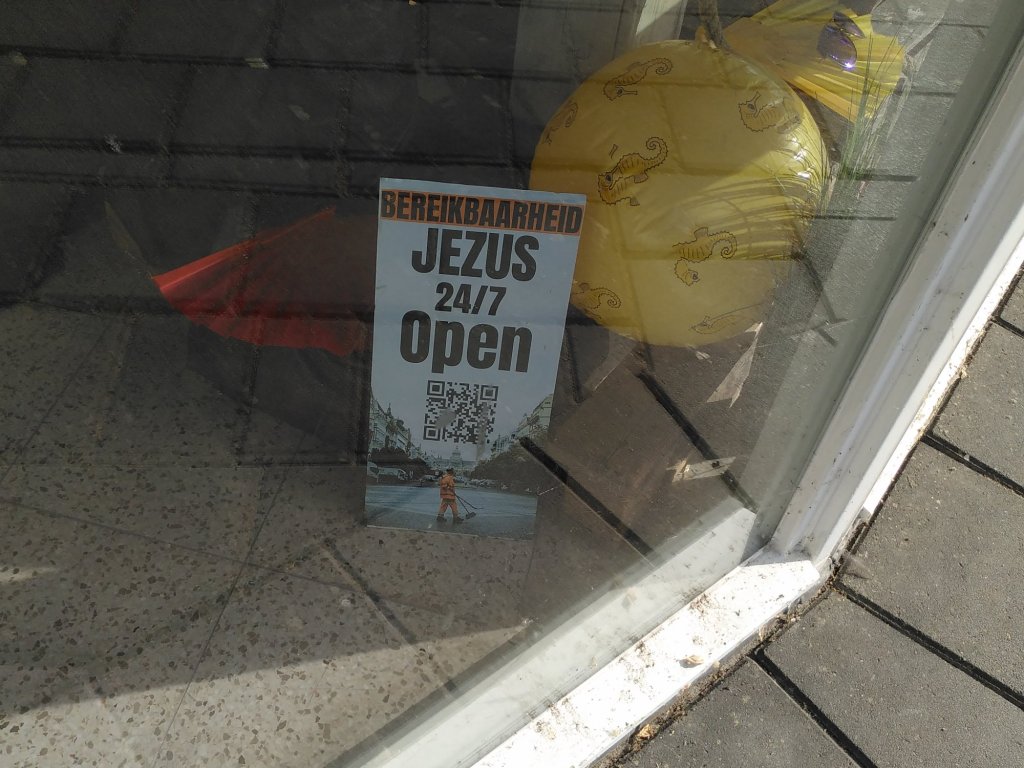 BEREIKBAARHEID
JEZUS
24/7
Open